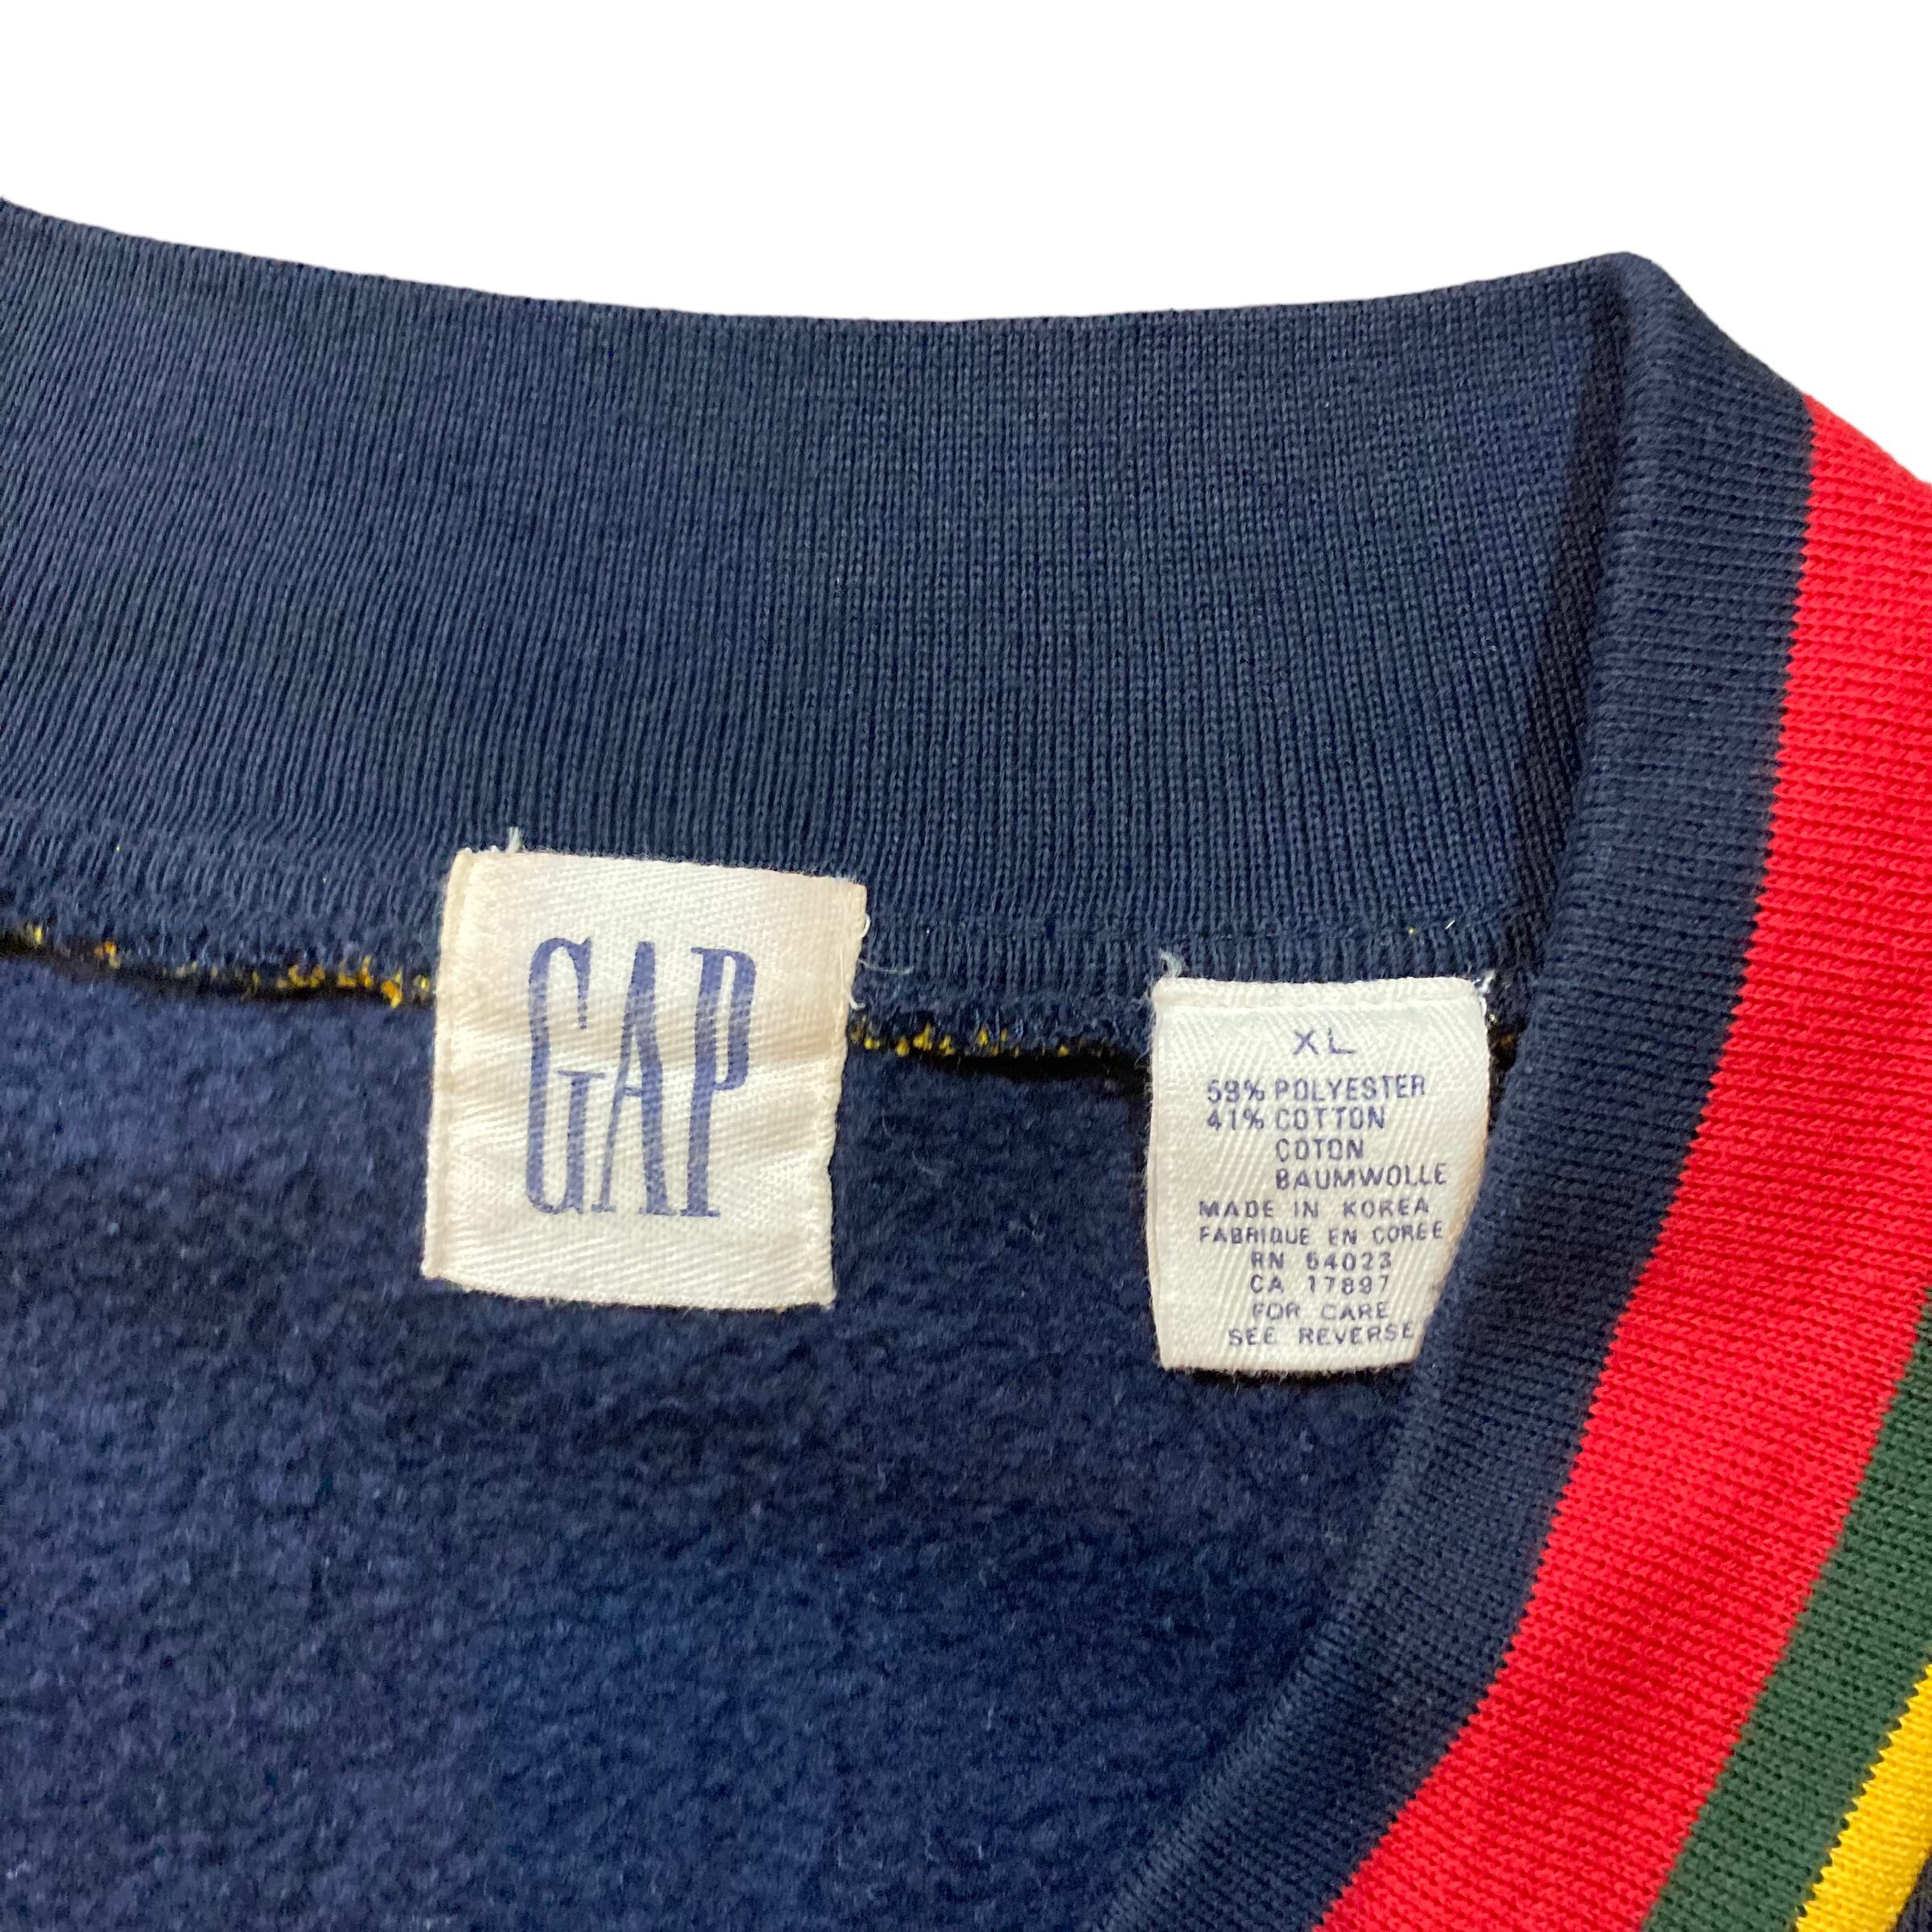 GAP
XL
59% POLYESTER
41% COTTON
COTON
BAUMWOLLE
MADE IN KOREA
FABRIQUE EN COREE
RN 54023
CA 17897
FOR CARE
SEE REVERSE